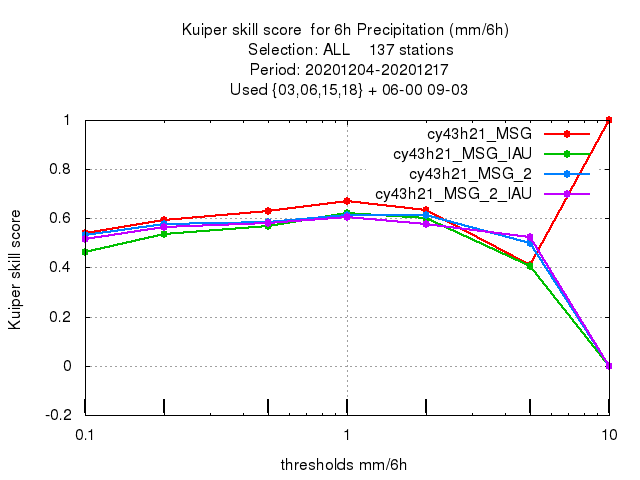 Kuiper skill score  for 6h Precipitation (mm/6h)
Selection: ALL    137 stations
Period: 20201204-20201217
Used {03,06,15,18} + 06-00 09-03
1
0.8
0.6
0.4
0.2
0
-0.2
Kuiper skill score
cy43h21_MSG
cy43h21_MSG_IAU
cy43h21_MSG_2
cy43h21_MSG_2_IAU
0.1 1 10
thresholds mm/6h